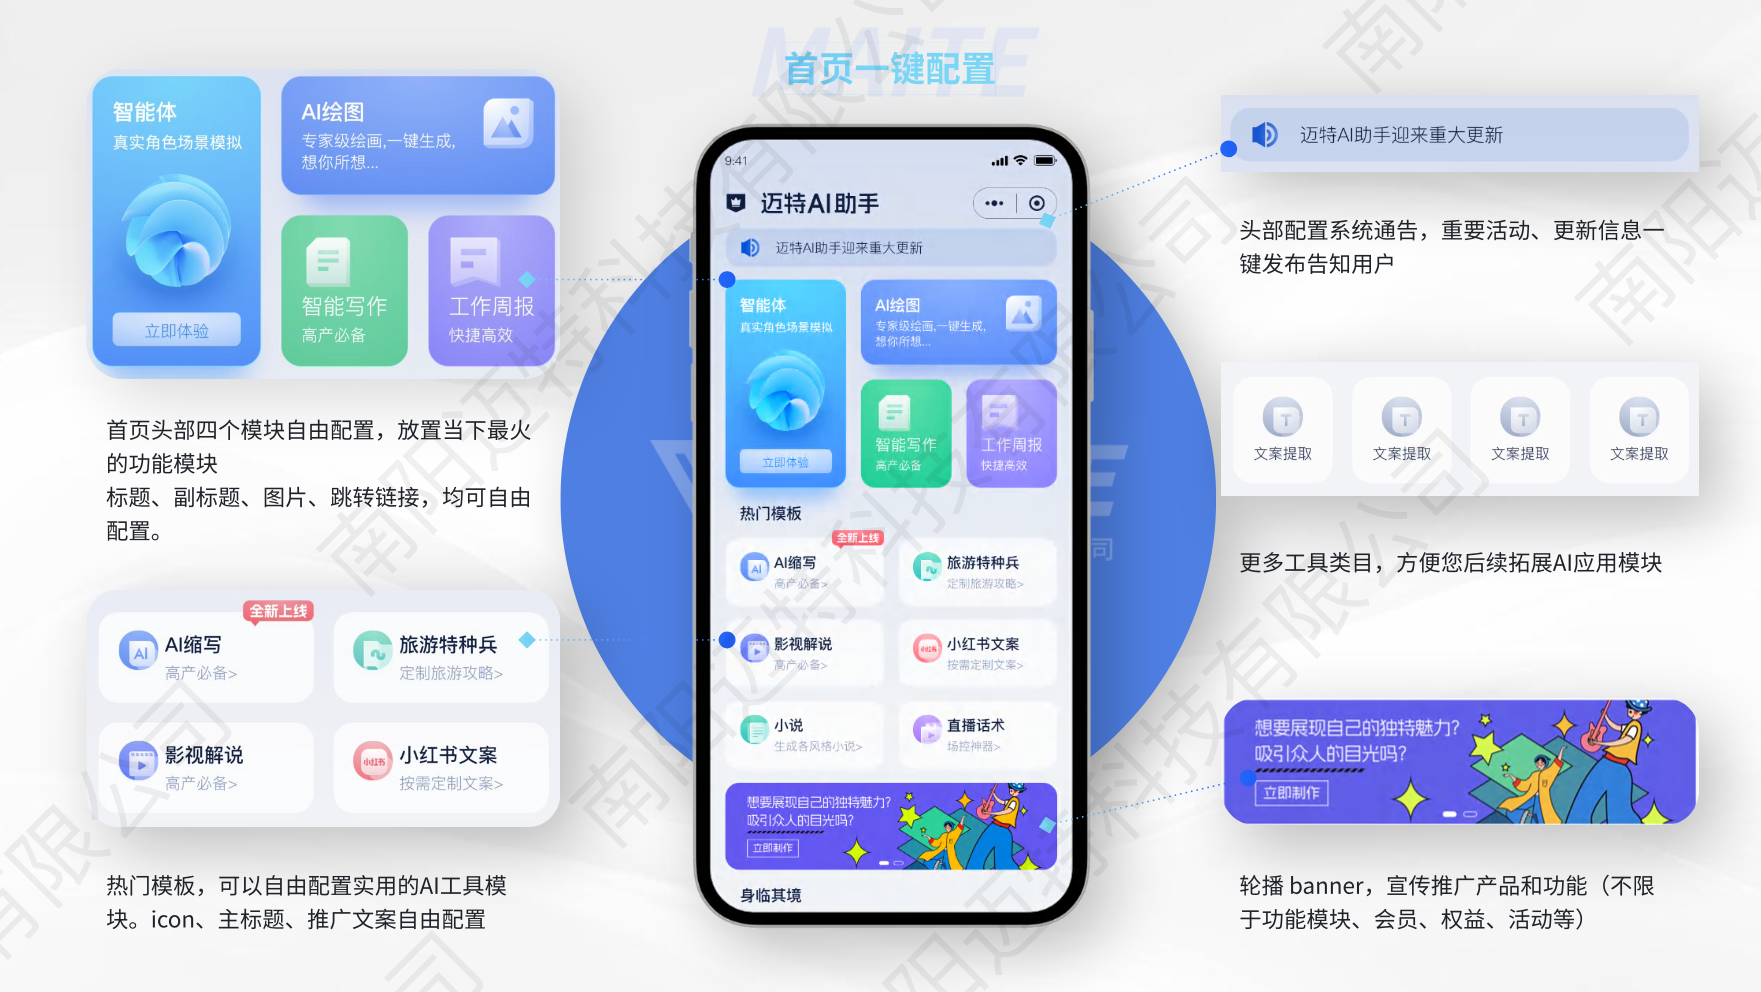 MAITE
首页一键配置
智能体
真实角色场景模拟
立即体验
AI绘图
专家级绘画,一键生成,
想你所想...
智能写作
高产必备
工作周报
快捷高效
首页头部四个模块自由配置，放置当下最火
的功能模块
标题、副标题、图片、跳转链接，均可自由
配置。
全新上线
AI缩写
高产必备>
旅游特种兵
定制旅游攻略>
影视解说
高产必备>
小红书
小红书文案
按需定制文案>
热门模板，可以自由配置实用的AI工具模
块。icon、主标题、推广文案自由配置
9:41
迈特AI助手
迈特AI助手迎来重大更新
智能体
真实角色场景模拟
立即体验
AI绘图
专家级绘画,一键生成,
想你所想...
智能写作
高产必备
工作周报
快捷高效
热门模板
全新上线
AI
AI缩写
高产必备>
旅游特种兵
定制旅游攻略>
影视解说
高产必备>
小红书
小红书文案
按需定制文案>
小说
生成各风格小说>
直播话术
场控神器>
想要展现自己的独特魅力?
吸引众人的目光吗?
立即制作
身临其境
司
迈特AI助手迎来重大更新
头部配置系统通告，重要活动、更新信息一
键发布告知用户
T T T T
文案提取 文案提取 文案提取 文案提取
更多工具类目，方便您后续拓展AI应用模块
想要展现自己的独特魅力?
吸引众人的目光吗?
立即制作
轮播 banner，宣传推广产品和功能（不限
于功能模块、会员、权益、活动等）
南阳迈特科技有限公司